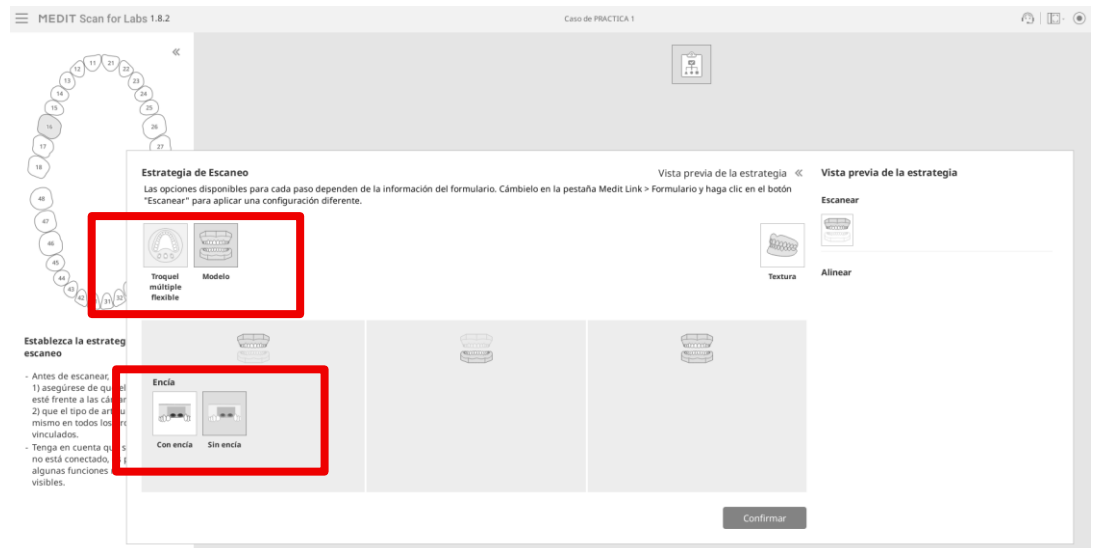 MEDIT Scan for Labs 1.8.2
Caso de PRACTICA 1
11 21
12 22
13 23
14 24
15 25
16 26
17 27
18
48
47
46
45
44
43
42 31 32
Establezca la estrateg
escaneo
- Antes de escanear,
1) asegúrese de qu el
esté frente a las cá ar
2) que el tipo de ar u
mismo en todos los ro
vinculados.
- Tenga en cuenta qu s
no está conectado, p
algunas funciones
visibles.
Estrategia de Escaneo
Vista previa de la estrategia
Las opciones disponibles para cada paso dependen de la información del formulario. Cámbielo en la pestaña Medit Link > Formulario y haga clic en el botón
"Escanear" para aplicar una configuración diferente.
Troquel
múltiple
flexible
Modelo
Textura
Encía
Con encía
Sin encía
Confirmar
Vista previa de la estrategia
Escanear
Alinear